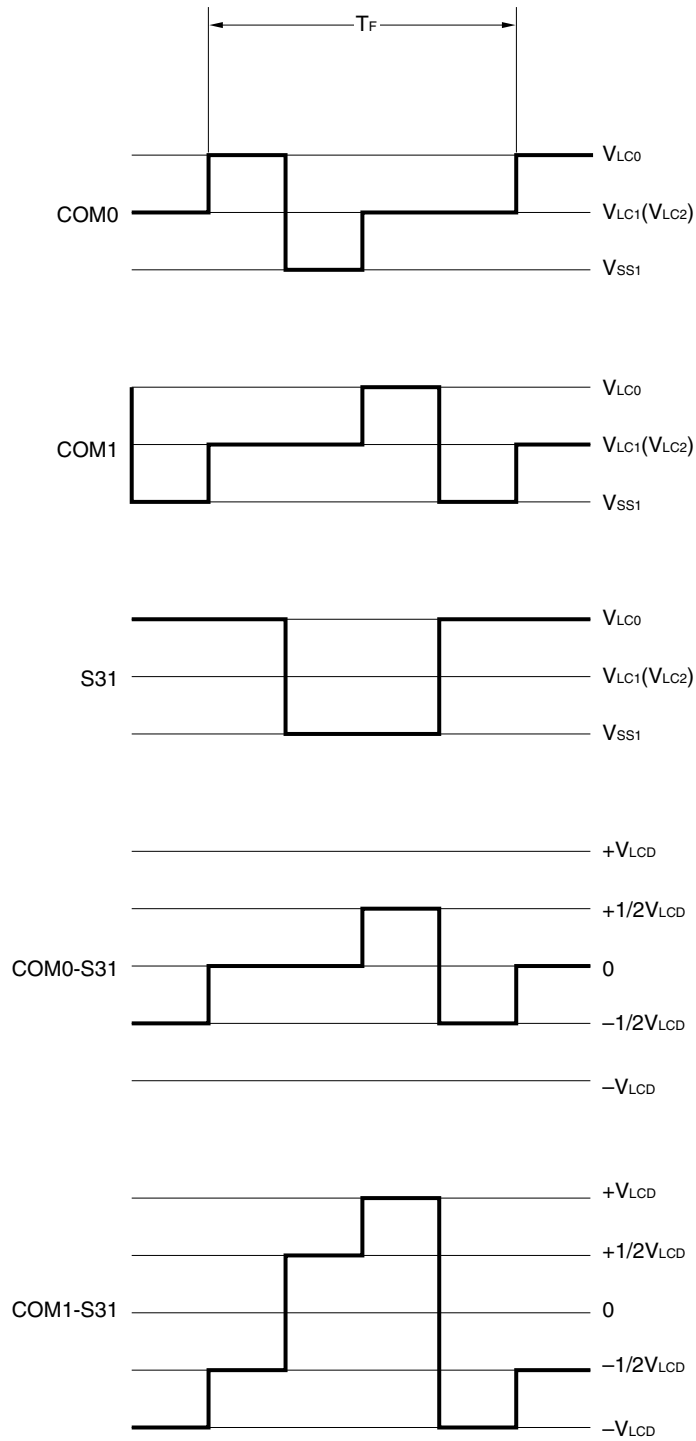 TF
VLC0
COM0
VLC1(VLC2)
VSS1
VLC0
COM1
VLC1(VLC2)
VSS1
VLC0
S31
VLC1(VLC2)
VSS1
+VLCD
+1/2VLCD
COM0-S31
0
–1/2VLCD
–VLCD
+VLCD
+1/2VLCD
COM1-S31
0
–1/2VLCD
–VLCD